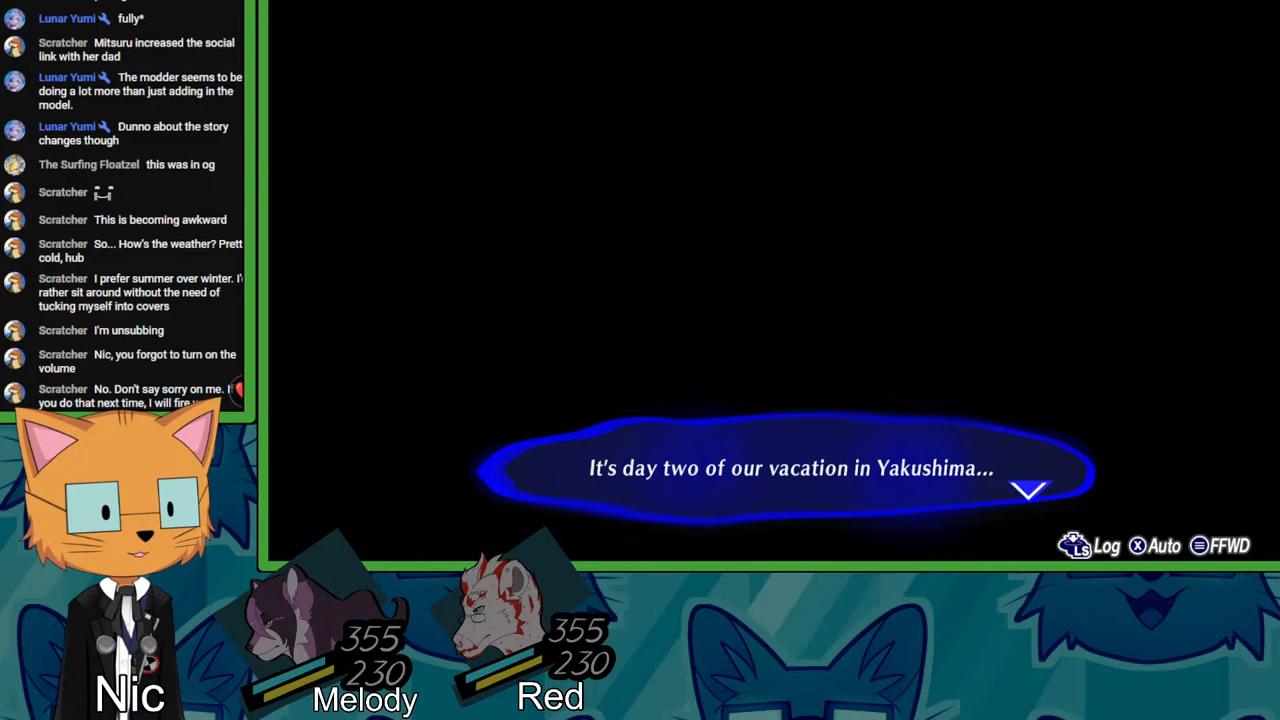 Lunar Yumi fully*
Scratcher Mitsuru increased the social
link with her dad
Lunar Yumi The modder seems to be
doing a lot more than just adding in the
model.
Lunar Yumi Dunno about the story
changes though
The Surfing Floatzel this was in og
Scratcher
Scratcher This is becoming awkward
Scratcher So... How's the weather? Prett
cold, huh
Scratcher I prefer summer over winter. I'
rather sit around without the need of
tucking myself into covers
Scratcher I'm unsubbing
Scratcher Nic, you forgot to turn on the
volume
Scratcher No. Don't say sorry on me. I
you do that next time, I will fire
It's day two of our vacation in Yakushima...
LS Log X Auto FFWD
355
230
355
230
Nic
Melody
Red